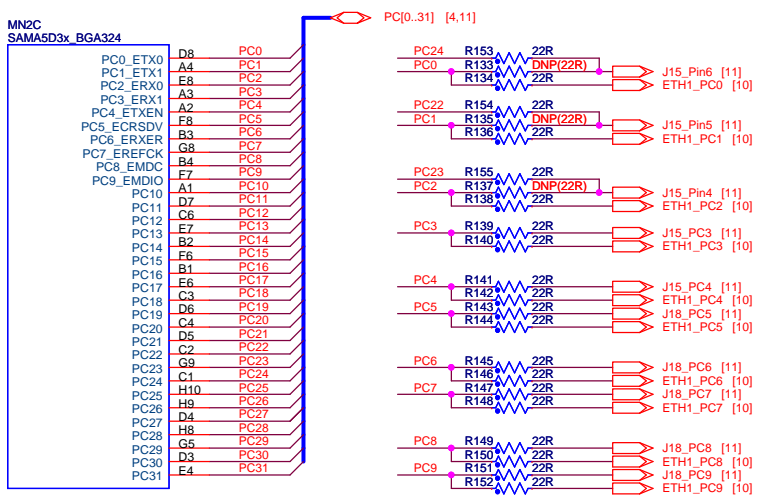 MN2C
SAMA5D3x_BGA324
PC[0..31] [4,11]
PC0_ETX0 D8 PC0
PC1_ETX1 A4 PC1
PC2_ERX0 E8 PC2
PC3_ERX1 A3 PC3
PC4_ETXEN A2 PC4
PC5_ECRSDV F8 PC5
PC6_ERXER B3 PC6
PC7_EREFCK G8 PC7
PC8_EMDC B4 PC8
PC9_EMDIO F7 PC9
PC10 A1 PC10
PC11 D7 PC11
PC12 C6 PC12
PC13 E7 PC13
PC14 B2 PC14
PC15 F6 PC15
PC16 B1 PC16
PC17 E6 PC17
PC18 C3 PC18
PC19 D6 PC19
PC20 C4 PC20
PC21 D5 PC21
PC22 C2 PC22
PC23 G9 PC23
PC24 C1 PC24
PC25 H10 PC25
PC26 H9 PC26
PC27 D4 PC27
PC28 H8 PC28
PC29 G5 PC29
PC30 D3 PC30
PC31 E4 PC31
PC24 R153 22R
PC0 R133 DNP(22R) J15_Pin6 [11]
R134 22R ETH1_PC0 [10]
PC22 R154 22R
PC1 R135 DNP(22R) J15_Pin5 [11]
R136 22R ETH1_PC1 [10]
PC23 R155 22R
PC2 R137 DNP(22R) J15_Pin4 [11]
R138 22R ETH1_PC2 [10]
PC3 R139 22R J15_PC3 [11]
R140 22R ETH1_PC3 [10]
PC4 R141 22R J15_PC4 [11]
R142 22R ETH1_PC4 [10]
PC5 R143 22R J18_PC5 [11]
R144 22R ETH1_PC5 [10]
PC6 R145 22R J18_PC6 [11]
R146 22R ETH1_PC6 [10]
PC7 R147 22R J18_PC7 [11]
R148 22R ETH1_PC7 [10]
PC8 R149 22R J18_PC8 [11]
R150 22R ETH1_PC8 [10]
PC9 R151 22R J18_PC9 [11]
R152 22R ETH1_PC9 [10]